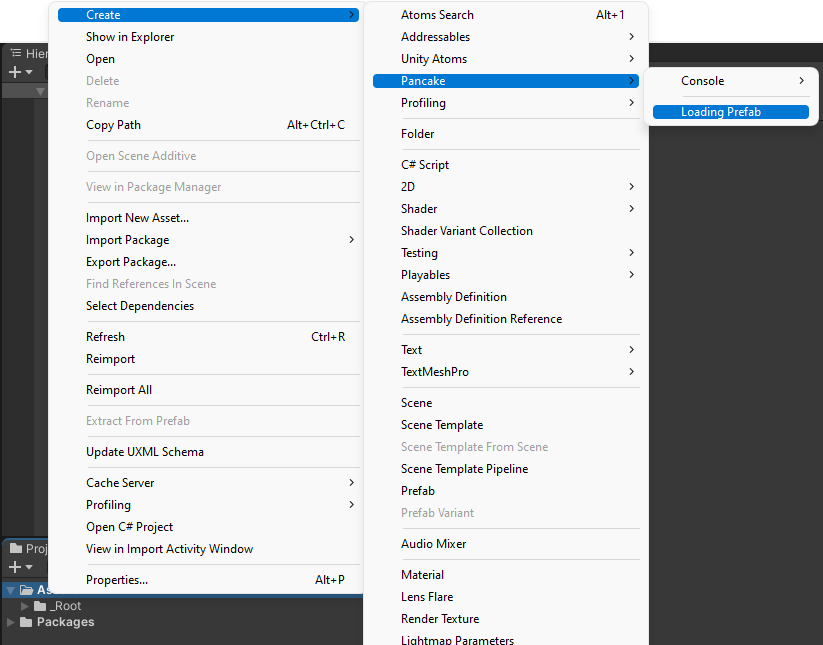 Create
Show in Explorer
Open
Delete
Rename
Copy Path Alt+Ctrl+C
Open Scene Additive
View in Package Manager
Import New Asset...
Import Package
Export Package...
Find References In Scene
Select Dependencies
Refresh Ctrl+R
Reimport
Reimport All
Extract From Prefab
Update UXML Schema
Cache Server
Profiling
Open C# Project
View in Import Activity Window
Properties... Alt+P
Atoms Search Alt+1
Addressables
Unity Atoms
Pancake
Profiling
Folder
C# Script
2D
Shader
Shader Variant Collection
Testing
Playables
Assembly Definition
Assembly Definition Reference
Text
TextMeshPro
Scene
Scene Template
Scene Template From Scene
Scene Template Pipeline
Prefab
Prefab Variant
Audio Mixer
Material
Lens Flare
Render Texture
Lightmap Parameters
Console
Loading Prefab
Hier
Proj
As
_Root
Packages